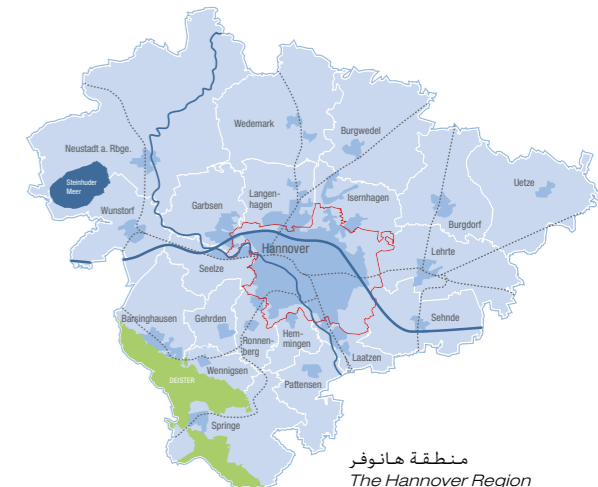 Wedemark
Burgwedel
Neustadt a. Rbge.
Steinhuder
Meer
Uetze
Langen-
hagen
Isernhagen
Garbsen
Wunstorf
Burgdorf
Hannover
Lehrte
Seelze
Barsinghausen
Gehrden
Sehnde
Ronnen-
berg
Hem-
mingen
Laatzen
Wennigsen
DEISTER
Pattensen
Springe
منطقة هانوفر
The Hannover Region